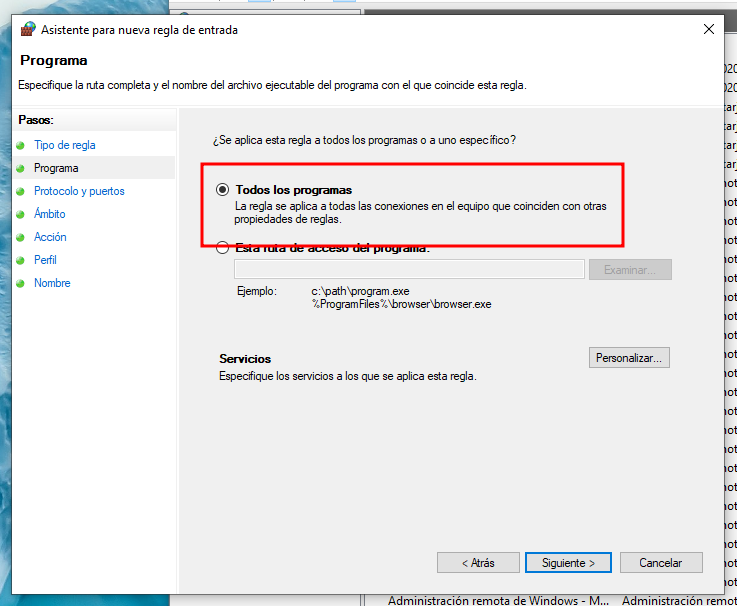 Asistente para nueva regla de entrada
Programa
Especifique la ruta completa y el nombre del archivo ejecutable del programa con el que coincide esta regla.
Pasos:
Tipo de regla
Programa
Protocolo y puertos
Ámbito
Acción
Perfil
Nombre
¿Se aplica esta regla a todos los programas o a uno específico?
Todos los programas
La regla se aplica a todas las conexiones en el equipo que coinciden con otras
propiedades de reglas.
Esta ruta de acceso del programa:
Examinar...
Ejemplo:
c:\path\program.exe
%ProgramFiles%\browser\browser.exe
Servicios
Personalizar...
Especifique los servicios a los que se aplica esta regla.
< Atrás
Siguiente >
Cancelar
Administración remota de Windows - M... Administración remot